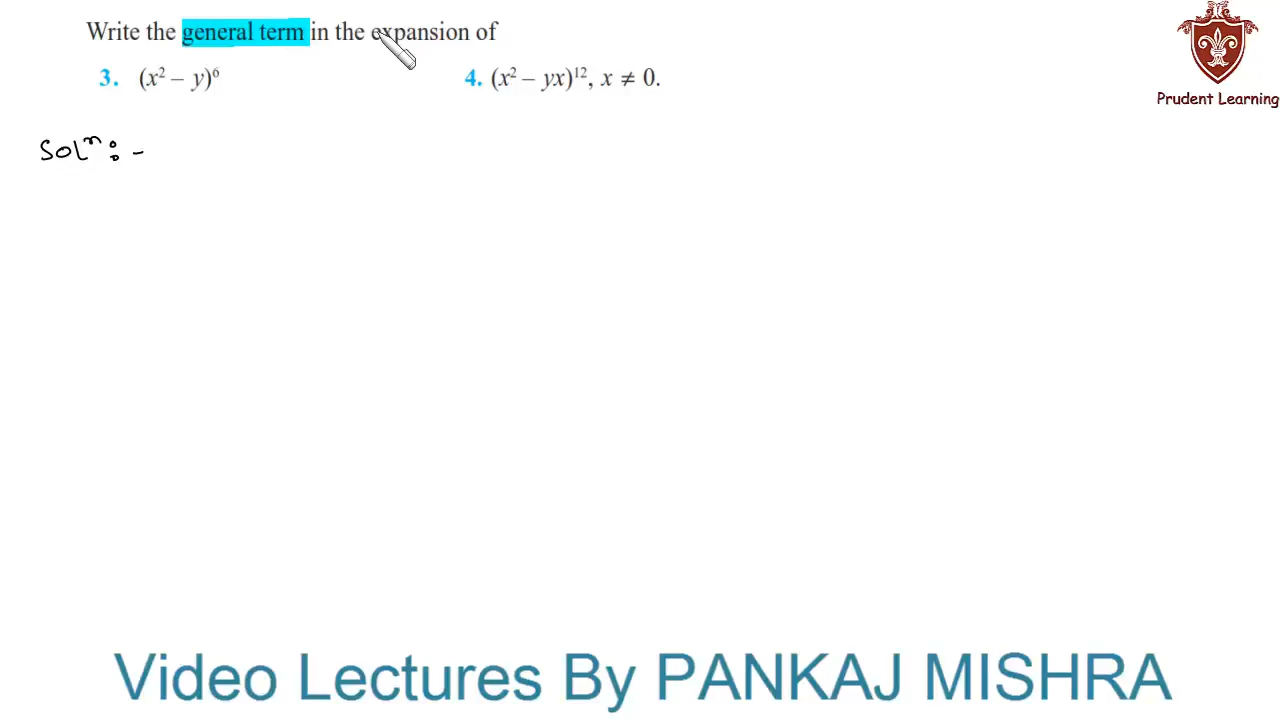 Write the general term in the expansion of
3. (x² – y)⁶ 4. (x² – yx)¹², x ≠ 0.
Prudent Learning
Solⁿ : -
Video Lectures By PANKAJ MISHRA